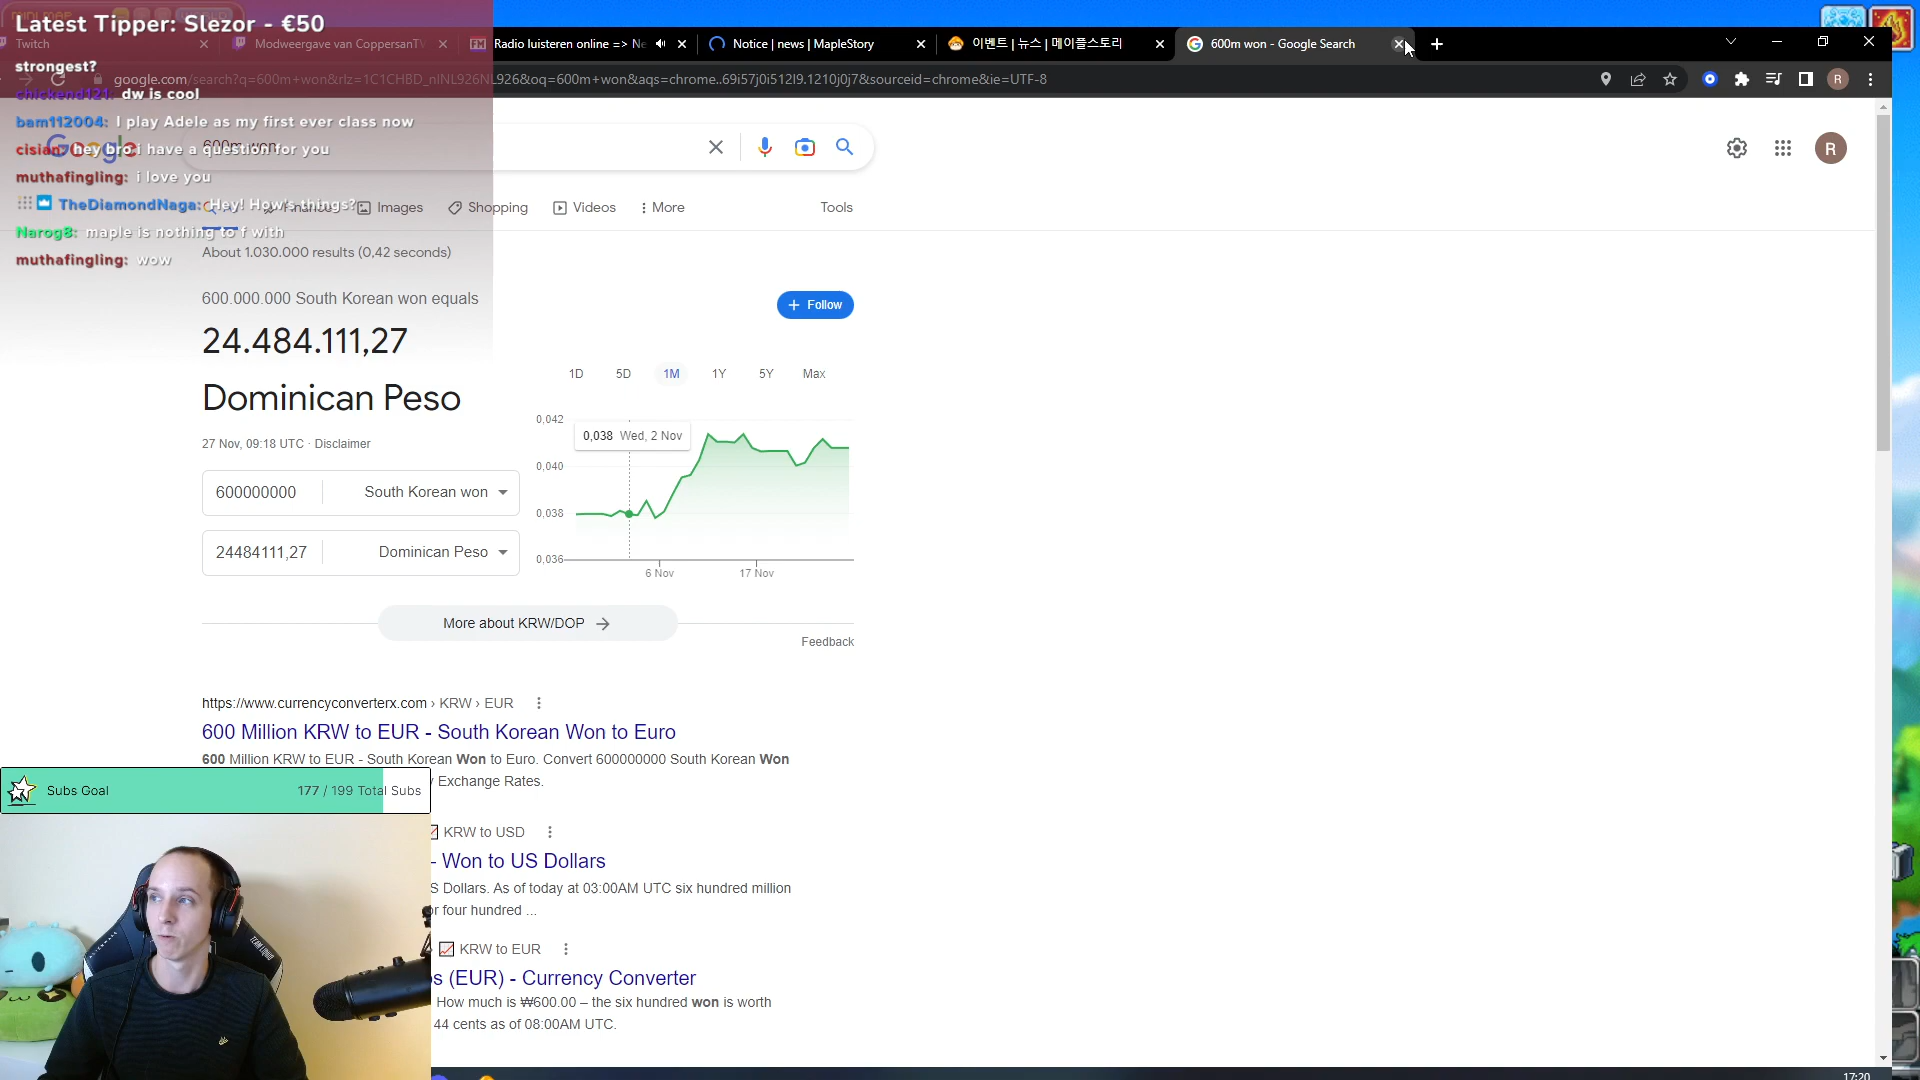 Latest Tipper: Slezor - €50
Twitch
Modweergave van CoppersanTV
Radio luisteren online => Ne
Notice | news | MapleStory
이벤트 | 뉴스 | 메이플스토리
600m won - Google Search
strongest?
google.com/search?q=600m+won&rlz=1C1CHBD_nlNL926NL926&oq=600m+won&aqs=chrome..69i57j0i512l9.1210j0j7&sourceid=chrome&ie=UTF-8
chickend121: dw is cool
bam112004: I play Adele as my first ever class now
Google
600m won
cisian: hey bro i have a question for you
muthafingling: i love you
TheDiamondNaga: Hey! How's things?
Finance
Images
Shopping
Videos
More
Tools
Narog8: maple is nothing to f with
About 1.030.000 results (0,42 seconds)
muthafingling: wow
600.000.000 South Korean won equals
Follow
24.484.111,27
Dominican Peso
27 Nov, 09:18 UTC · Disclaimer
600000000 South Korean won
24484111,27 Dominican Peso
1D 5D 1M 1Y 5Y Max
0,042
0,038 Wed, 2 Nov
0,040
0,038
0,036
6 Nov 17 Nov
More about KRW/DOP
Feedback
https://www.currencyconverterx.com › KRW › EUR
600 Million KRW to EUR - South Korean Won to Euro
600 Million KRW to EUR - South Korean Won to Euro. Convert 600000000 South Korean Won
Exchange Rates.
Subs Goal 177 / 199 Total Subs
KRW to USD
- Won to US Dollars
S Dollars. As of today at 03:00AM UTC six hundred million
or four hundred ...
KRW to EUR
s (EUR) - Currency Converter
How much is ₩600.00 – the six hundred won is worth
44 cents as of 08:00AM UTC.
R
R
17:20